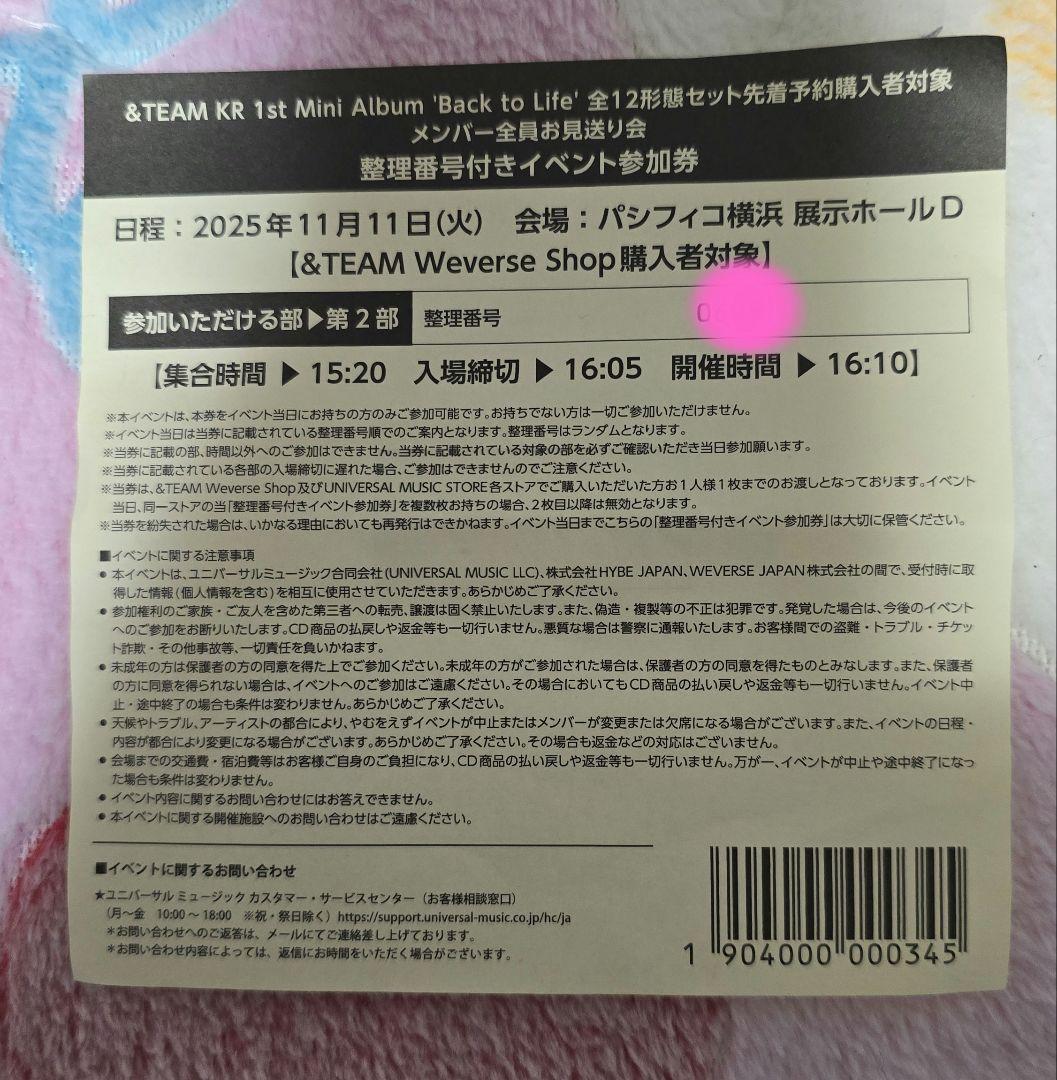 &TEAM KR 1st Mini Album 'Back to Life' 全12形態セット先着予約購入者対象
メンバー全員お見送り会
整理番号付きイベント参加券
日程：2025年11月11日(火) 会場：パシフィコ横浜 展示ホールD
【&TEAM Weverse Shop購入者対象】
参加いただける部▶第2部 整理番号
【集合時間 ▶ 15:20 入場締切 ▶ 16:05 開催時間 ▶ 16:10】
※本イベントは、本券をイベント当日にお持ちの方のみご参加可能です。お持ちでない方は一切ご参加いただけません。
※イベント当日は当券に記載されている整理番号順でのご案内となります。整理番号はランダムとなります。
※当券に記載の部、時間以外へのご参加はできません。当券に記載されている対象の部を必ずご確認いただき当日参加願います。
※当券に記載されている各部の入場締切に遅れた場合、ご参加はできませんのでご注意ください。
※当券は、&TEAM Weverse Shop及びUNIVERSAL MUSIC STORE各ストアでご購入いただいた方お1人様1枚までのお渡しとなっております。イベント
当日、同一ストアの当「整理番号付きイベント参加券」を複数枚お持ちの場合、2枚目以降は無効となります。
※当券を紛失された場合は、いかなる理由においても再発行はできかねます。イベント当日までこちらの「整理番号付きイベント参加券」は大切に保管ください。
■イベントに関する注意事項
● 本イベントは、ユニバーサルミュージック合同会社(UNIVERSAL MUSIC LLC)、株式会社HYBE JAPAN、WEVERSE JAPAN株式会社の間で、受付時に取
得した情報(個人情報を含む)を相互に使用させていただきます。あらかじめご了承ください。
● 参加権利のご家族・ご友人を含めた第三者への転売、譲渡は固く禁止いたします。また、偽造・複製等の不正は犯罪です。発覚した場合は、今後のイベント
へのご参加をお断りいたします。CD商品の払戻しや返金等も一切行いません。悪質な場合は警察に通報いたします。お客様間での盗難・トラブル・チケッ
ト詐欺・その他事故等、一切責任を負いかねます。
● 未成年の方は保護者の方の同意を得た上でご参加ください。未成年の方がご参加された場合は、保護者の方の同意を得たものとみなします。また、保護者
の方に同意を得られない場合は、イベントへのご参加はご遠慮ください。その場合においてもCD商品の払い戻しや返金等も一切行いません。イベント中
止・途中終了の場合も条件は変わりません。あらかじめご了承ください。
● 天候やトラブル、アーティストの都合により、やむをえずイベントが中止またはメンバーが変更または欠席になる場合がございます。また、イベントの日程・
内容が都合により変更になる場合がございます。あらかじめご了承ください。その場合も返金などの対応はございません。
● 会場までの交通費・宿泊費等はお客様ご自身のご負担になり、CD商品の払い戻しや返金等も一切行いません。万が一、イベントが中止や途中終了になっ
た場合も条件は変わりません。
● イベント内容に関するお問い合わせにはお答えできません。
● 本イベントに関する開催施設へのお問い合わせはご遠慮ください。
■イベントに関するお問い合わせ
★ユニバーサル ミュージック カスタマー・サービスセンター（お客様相談窓口）
（月～金 10:00～18:00 ※祝・祭日除く）https://support.universal-music.co.jp/hc/ja
＊お問い合わせへのご返答は、メールにてご連絡差し上げております。
＊お問い合わせ内容によっては、返信にお時間をいただく場合がございます。
1 904000 000345